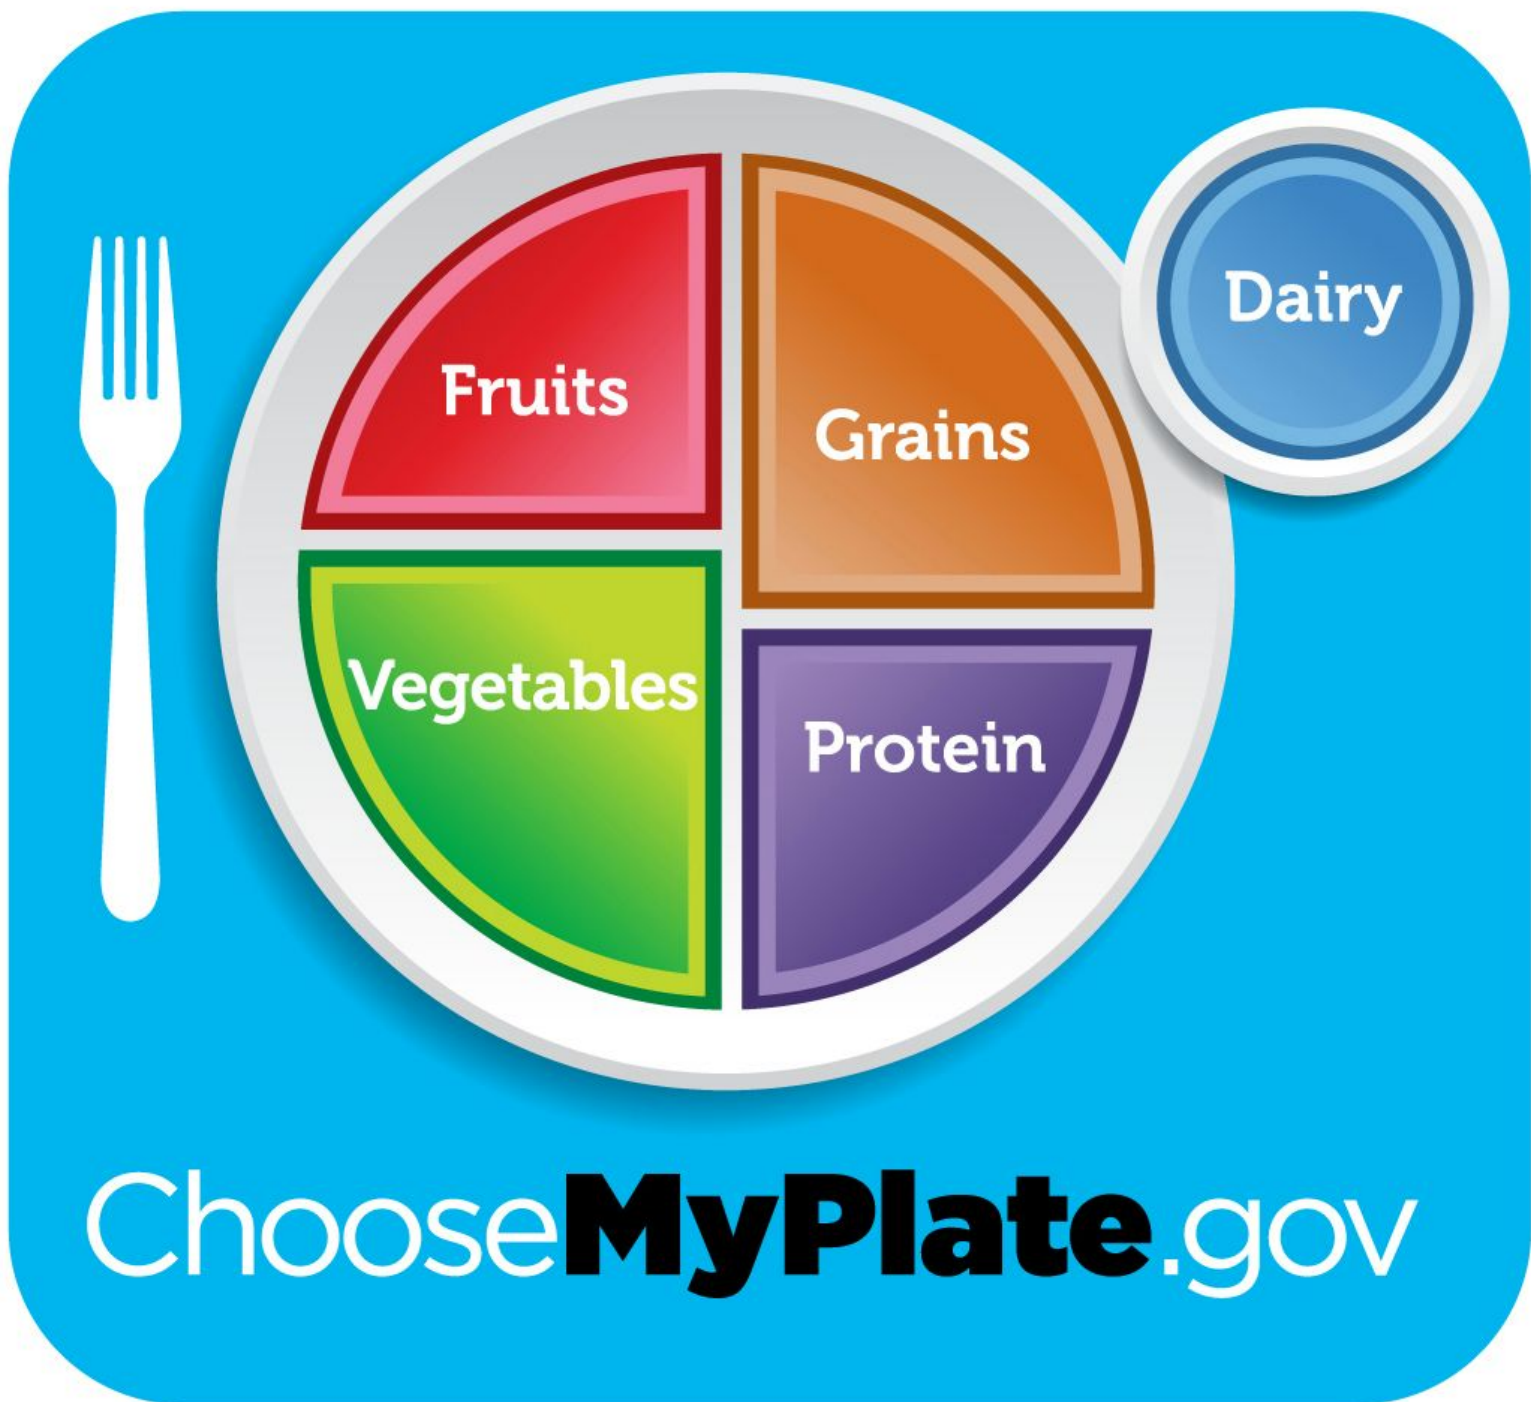 Fruits
Grains
Dairy
Vegetables
Protein
ChooseMyPlate.gov